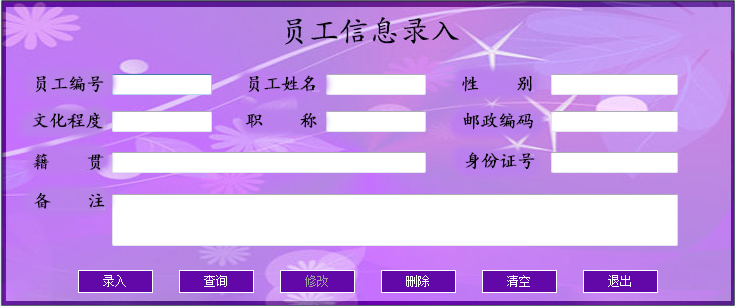 员工信息录入
员工编号 员工姓名 性 别
文化程度 职 称 邮政编码
籍 贯 身份证号
备 注
录入 查询 修改 删除 清空 退出